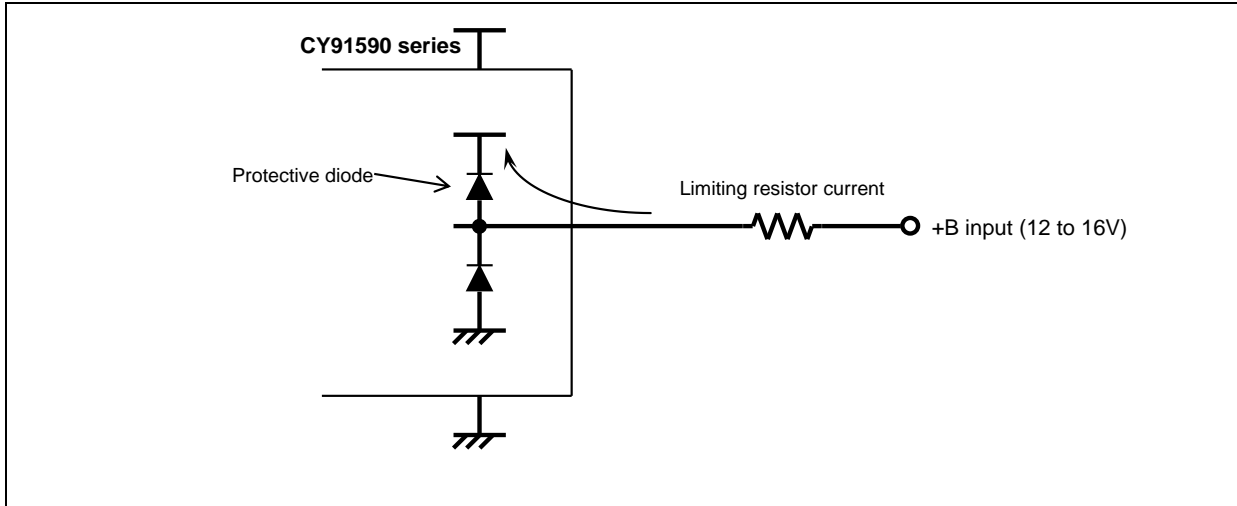 CY91590 series
Protective diode
Limiting resistor current
+B input (12 to 16V)